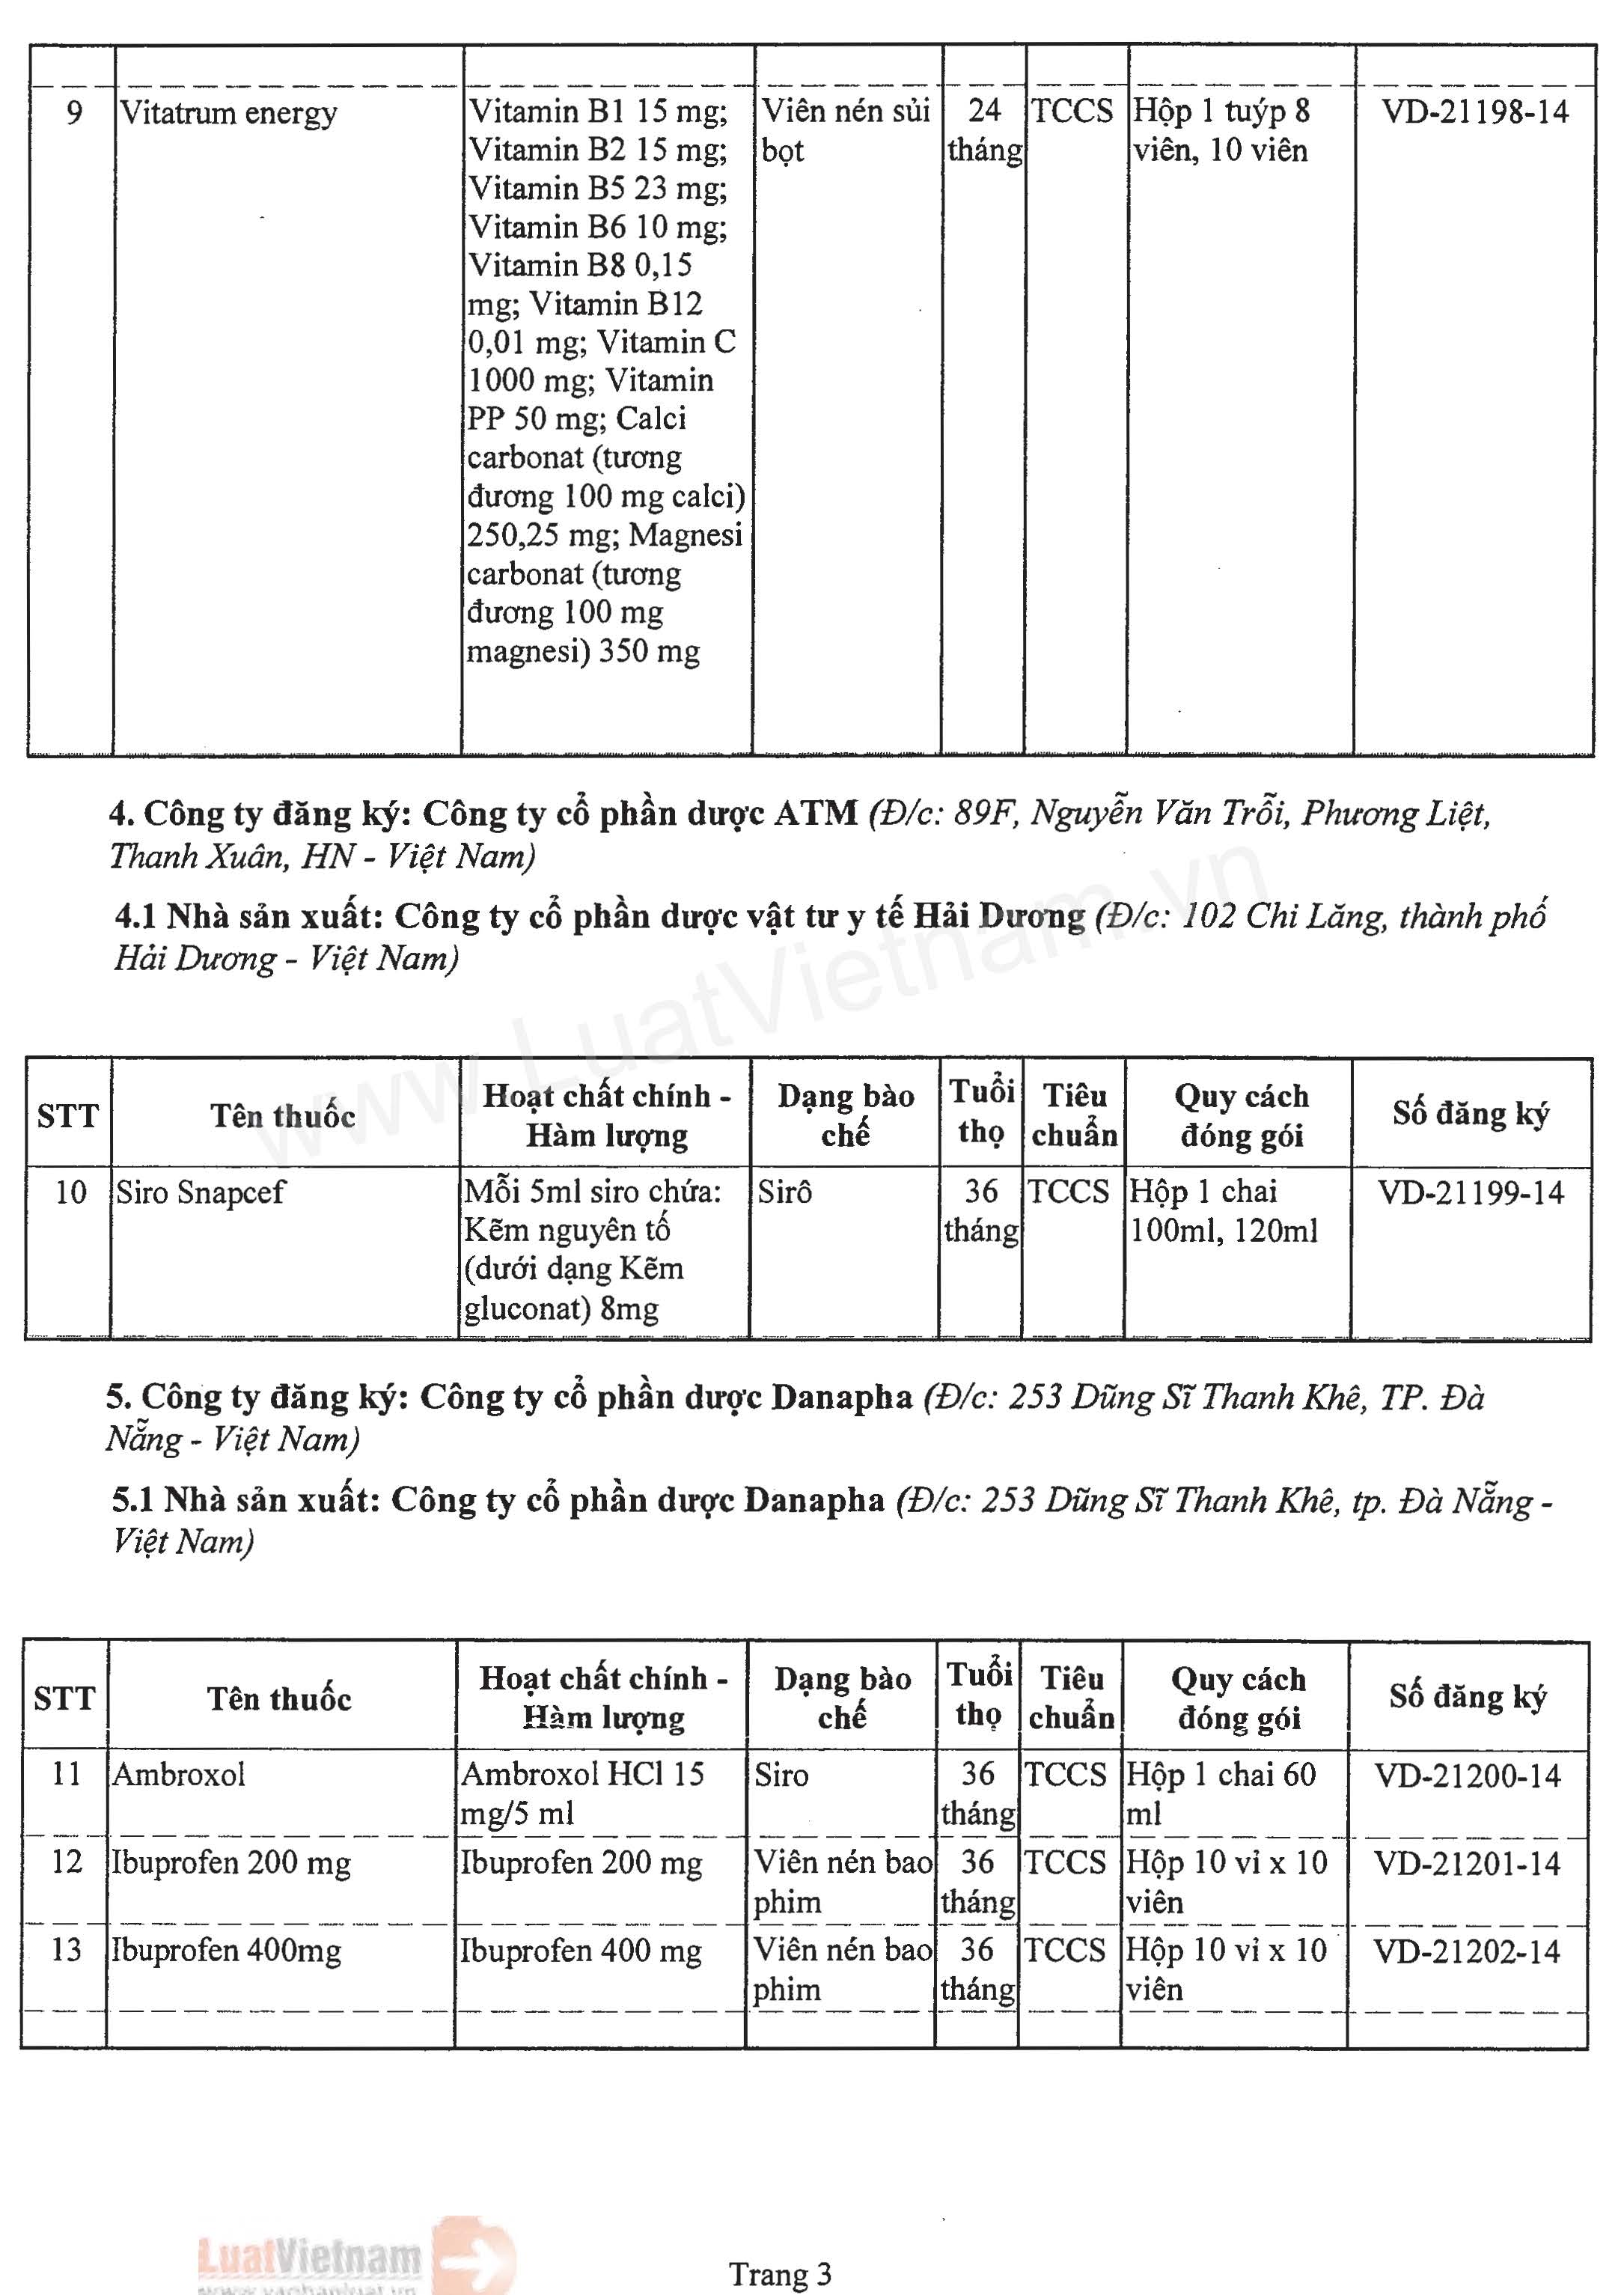 9 Vitatrum energy Vitamin B1 15 mg; Viên nén sủi 24 TCCS Hộp 1 tuýp 8 VD-21198-14
Vitamin B2 15 mg; bọt tháng viên, 10 viên
Vitamin B5 23 mg;
Vitamin B6 10 mg;
Vitamin B8 0,15
mg; Vitamin B12
0,01 mg; Vitamin C
1000 mg; Vitamin
PP 50 mg; Calci
carbonat (tương
đương 100 mg calci)
250,25 mg; Magnesi
carbonat (tương
đương 100 mg
magnesi) 350 mg
4. Công ty đăng ký: Công ty cổ phần dược ATM (Đ/c: 89F, Nguyễn Văn Trỗi, Phương Liệt,
Thanh Xuân, HN - Việt Nam)
4.1 Nhà sản xuất: Công ty cổ phần dược vật tư y tế Hải Dương (Đ/c: 102 Chi Lăng, thành phố
Hải Dương - Việt Nam)
www.LuatVietnam.vn
STT Tên thuốc Hoạt chất chính - Dạng bào Tuổi Tiêu Quy cách Số đăng ký
Hàm lượng chế thọ chuẩn đóng gói
10 Siro Snapcef Mỗi 5ml siro chứa: Sirô 36 TCCS Hộp 1 chai VD-21199-14
Kẽm nguyên tố tháng 100ml, 120ml
(dưới dạng Kẽm
gluconat) 8mg
5. Công ty đăng ký: Công ty cổ phần dược Danapha (Đ/c: 253 Dũng Sĩ Thanh Khê, TP. Đà
Nẵng - Việt Nam)
5.1 Nhà sản xuất: Công ty cổ phần dược Danapha (Đ/c: 253 Dũng Sĩ Thanh Khê, tp. Đà Nẵng -
Việt Nam)
STT Tên thuốc Hoạt chất chính - Dạng bào Tuổi Tiêu Quy cách Số đăng ký
Hàm lượng chế thọ chuẩn đóng gói
11 Ambroxol Ambroxol HCl 15 Siro 36 TCCS Hộp 1 chai 60 VD-21200-14
mg/5 ml tháng ml
12 Ibuprofen 200 mg Ibuprofen 200 mg Viên nén bao 36 TCCS Hộp 10 vỉ x 10 VD-21201-14
phim tháng viên
13 Ibuprofen 400mg Ibuprofen 400 mg Viên nén bao 36 TCCS Hộp 10 vỉ x 10 VD-21202-14
phim tháng viên
LuatVietnam
Trang 3